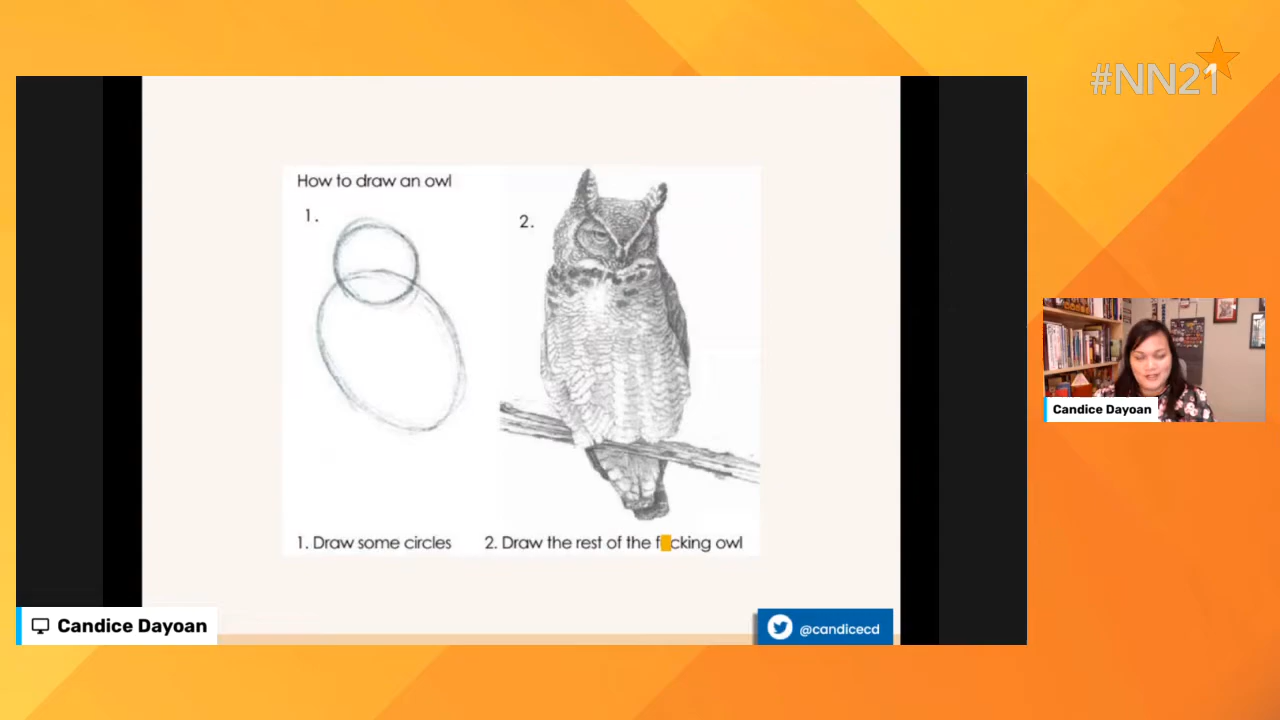 #NN21
How to draw an owl
1.
2.
1. Draw some circles
2. Draw the rest of the f cking owl
Candice Dayoan
Candice Dayoan
@candicecd